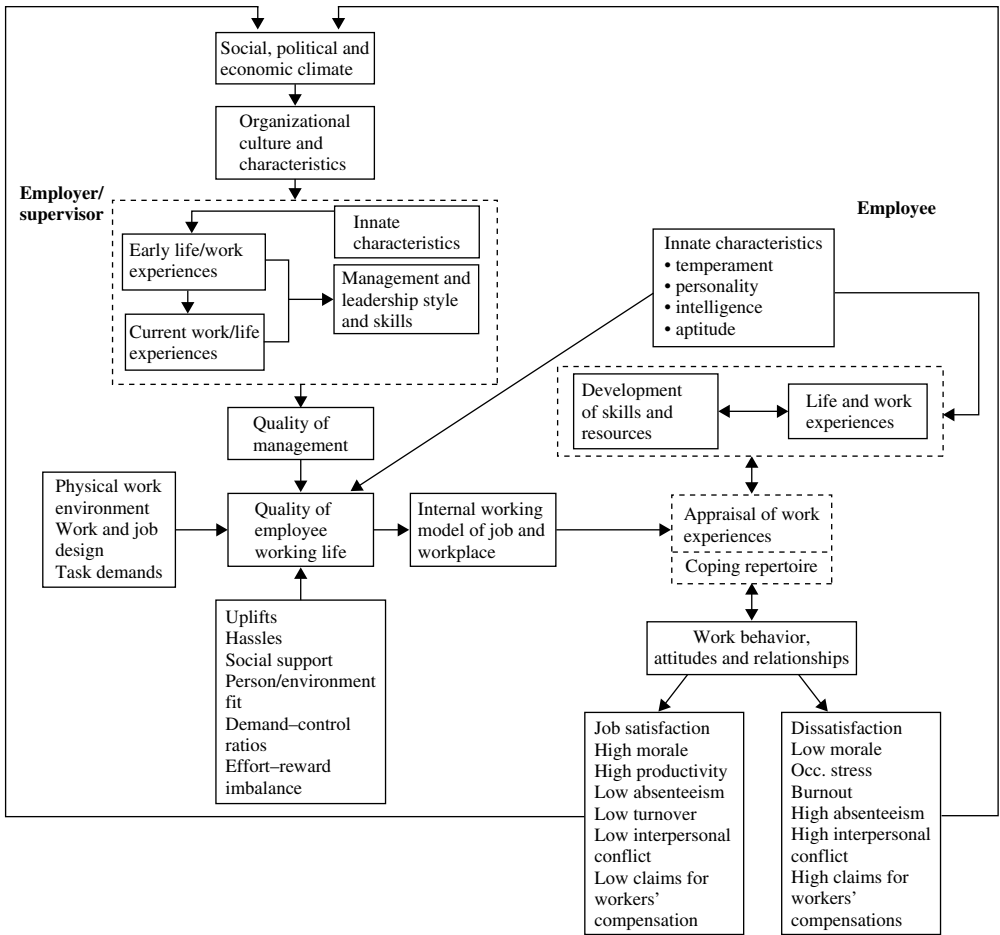 Social, political and
economic climate
Organizational
culture and
characteristics
Employer/
supervisor
Innate
characteristics
Early life/work
experiences
Management and
leadership style
and skills
Current work/life
experiences
Quality of
management
Employee
Innate characteristics
• temperament
• personality
• intelligence
• aptitude
Development
of skills and
resources
Life and work
experiences
Physical work
environment
Work and job
design
Task demands
Quality of
employee
working life
Internal working
model of job and
workplace
Appraisal of work
experiences
Coping repertoire
Uplifts
Hassles
Social support
Person/environment
fit
Demand–control
ratios
Effort–reward
imbalance
Work behavior,
attitudes and relationships
Job satisfaction
High morale
High productivity
Low absenteeism
Low turnover
Low interpersonal
conflict
Low claims for
workers'
compensation
Dissatisfaction
Low morale
Occ. stress
Burnout
High absenteeism
High interpersonal
conflict
High claims for
workers'
compensations